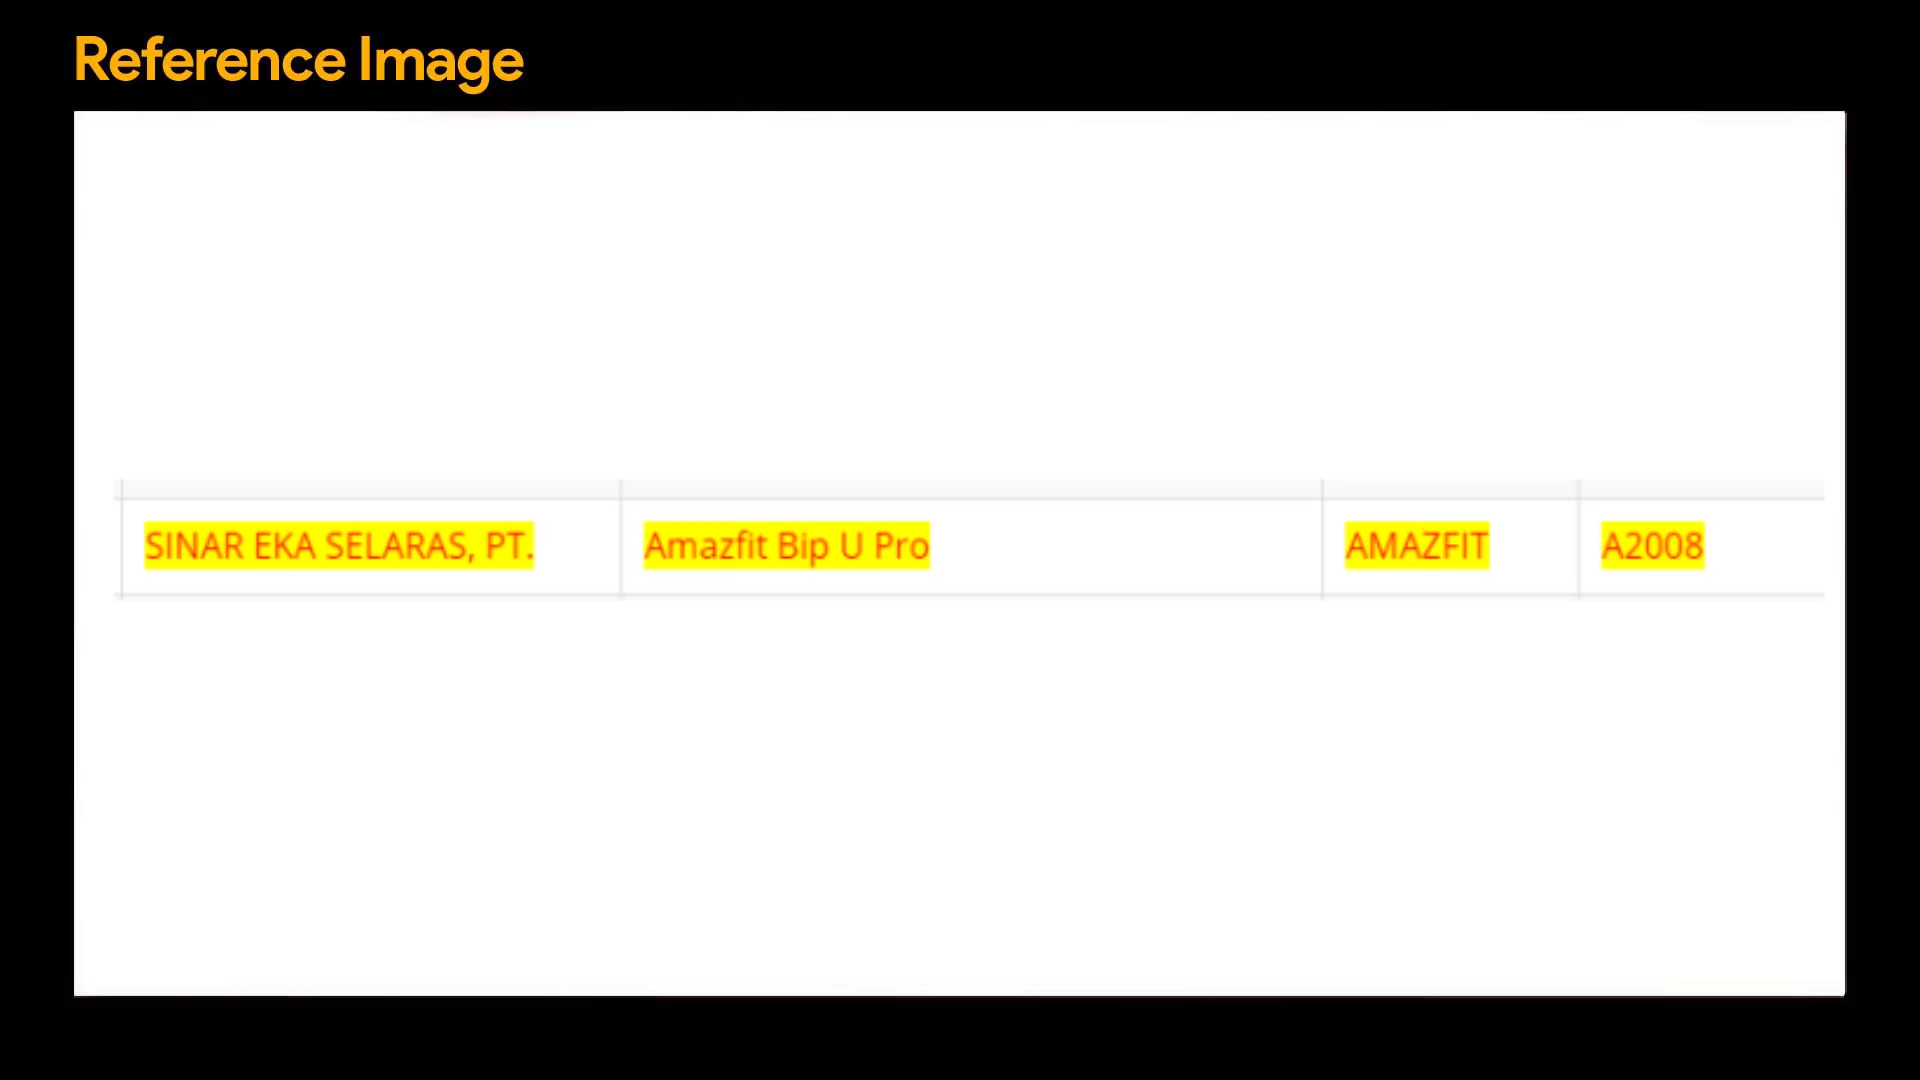 Reference Image
SINAR EKA SELARAS, PT. Amazfit Bip U Pro AMAZFIT A2008